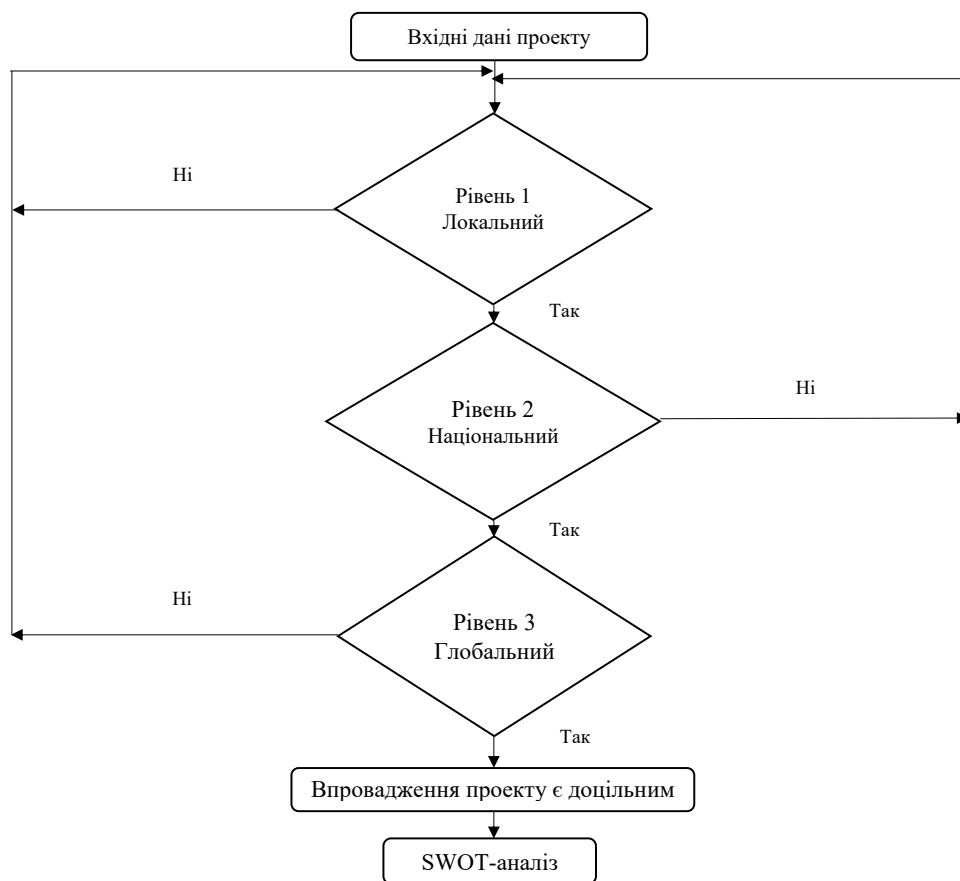 Вхідні дані проекту
Ні
Рівень 1
Локальний
Так
Рівень 2
Національний
Ні
Так
Ні
Рівень 3
Глобальний
Так
Впровадження проекту є доцільним
SWOT-аналіз